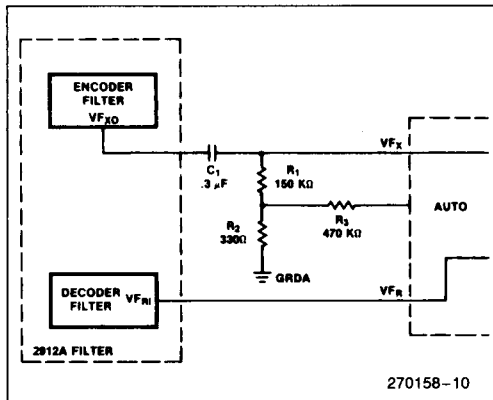 ENCODER
FILTER
VFXO
C1
.3 μF
VFX
R1
150 KΩ
AUTO
R2
330Ω
R3
470 KΩ
GRDA
DECODER
FILTER
VFRI
VFR
2912A FILTER
270158-10